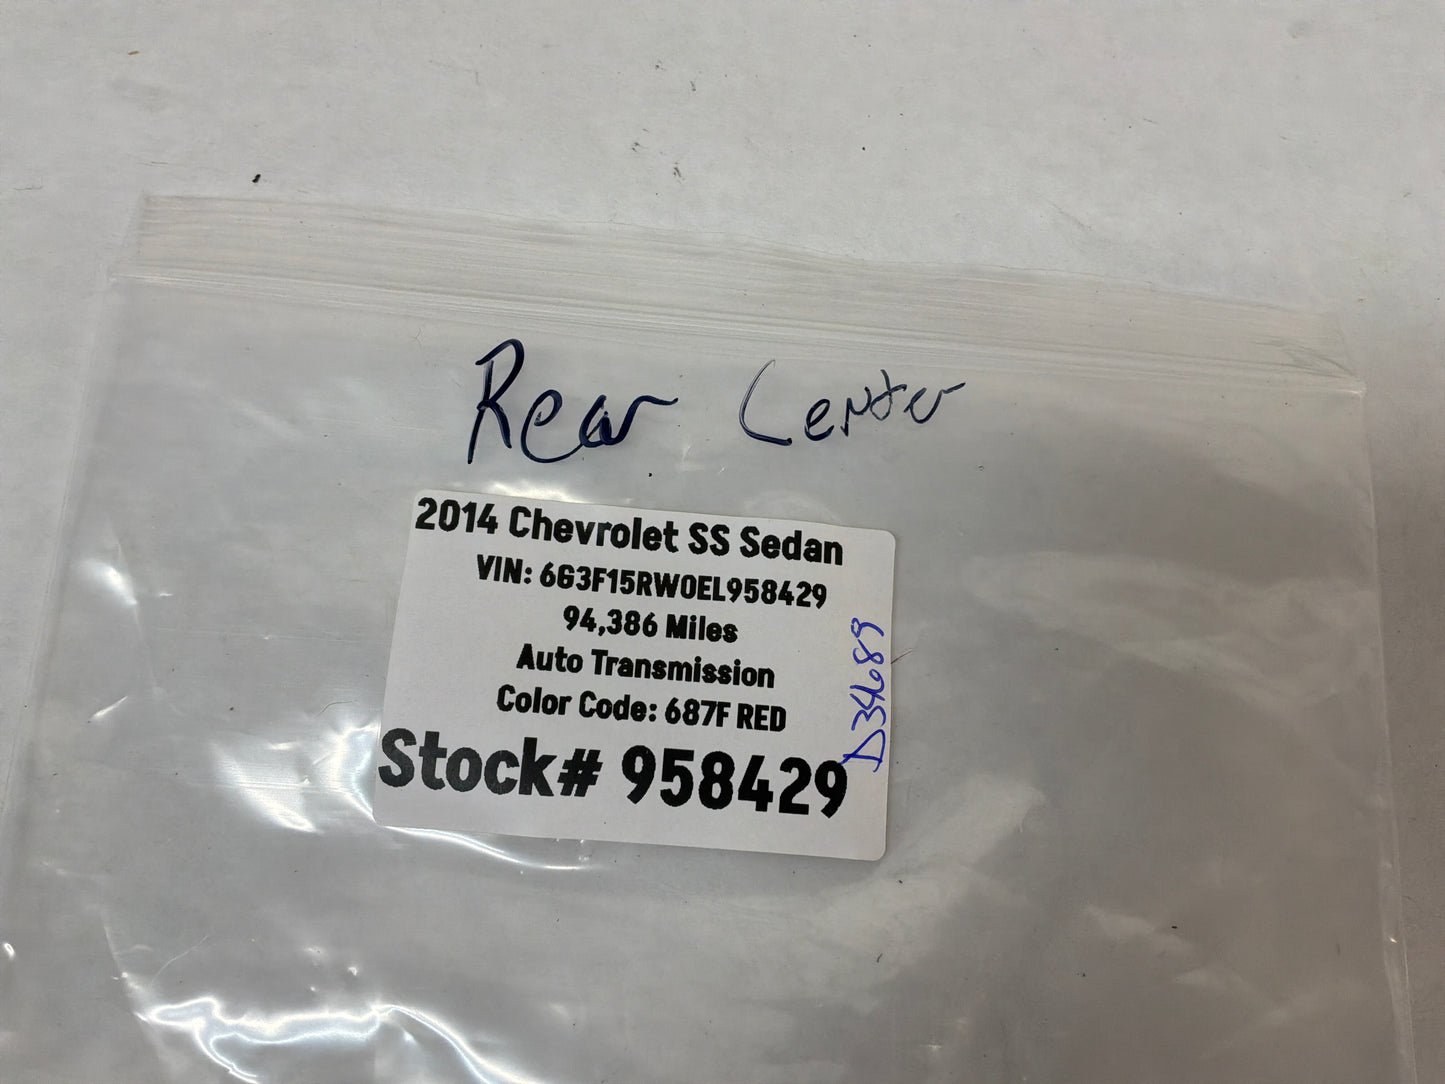 Rear Center
2014 Chevrolet SS Sedan
VIN: 6G3F15RW0EL958429
94,386 Miles
Auto Transmission
Color Code: 687F RED
Stock# 958429
D34689